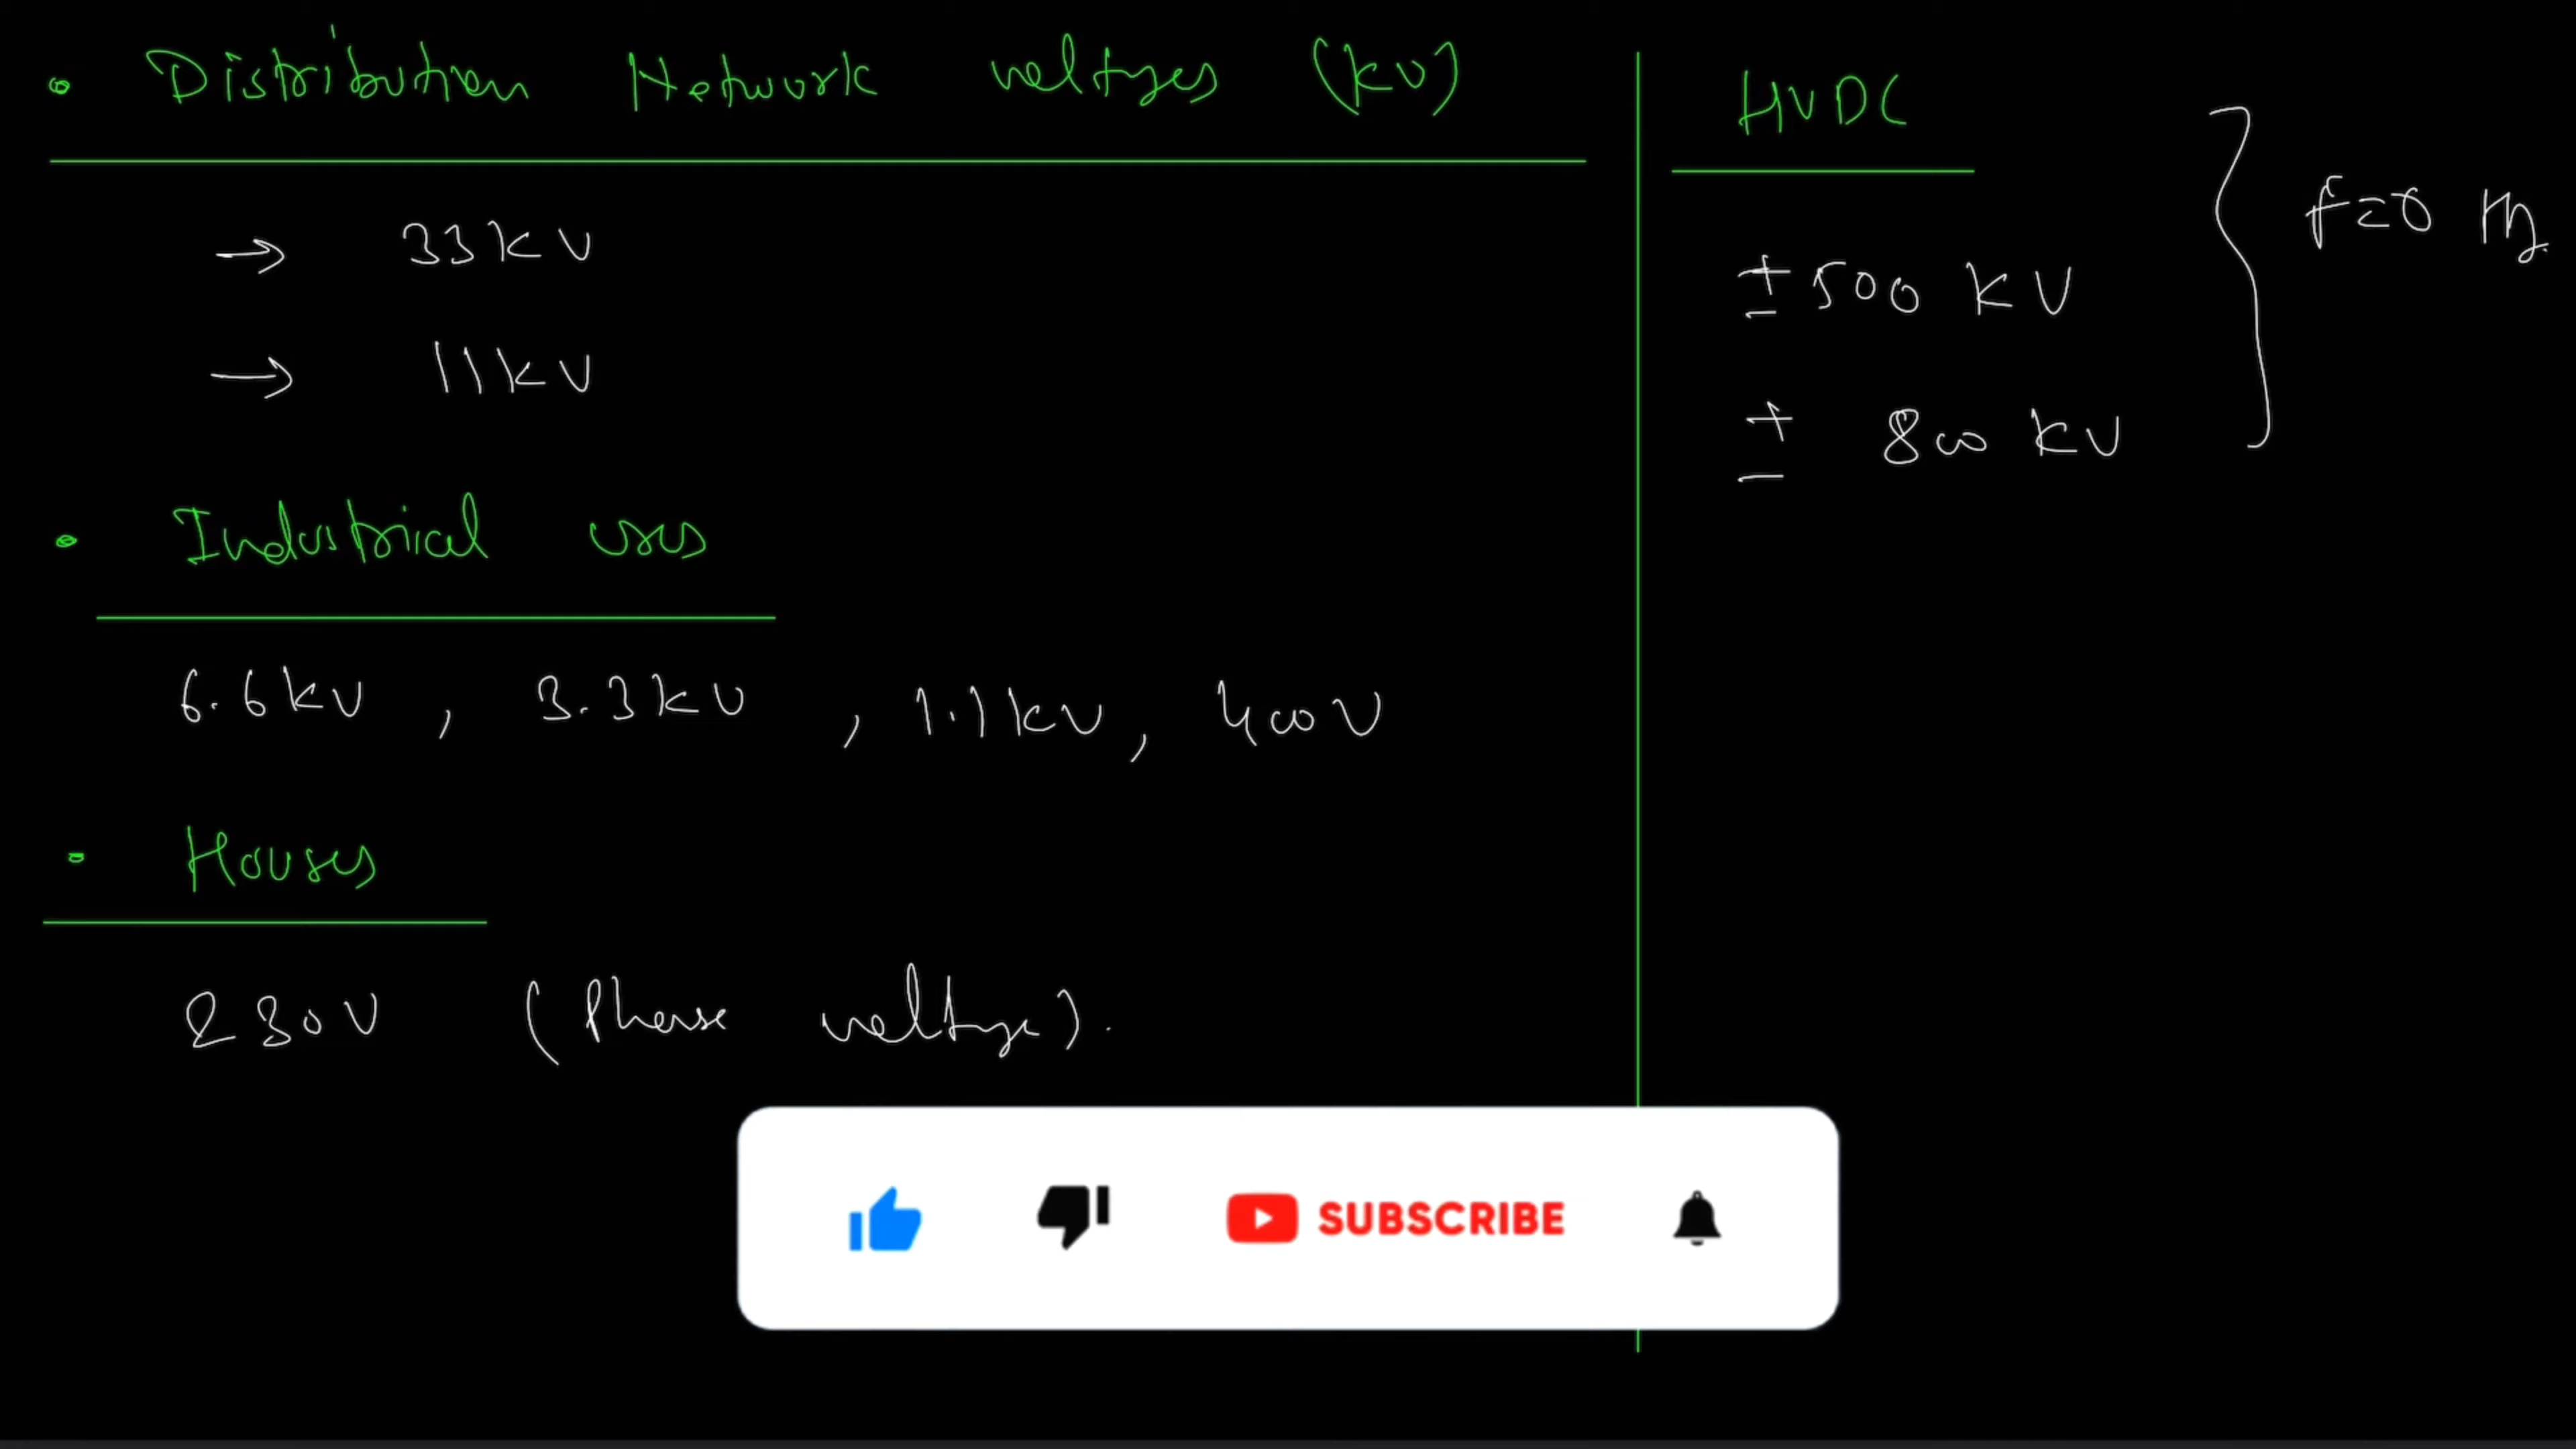 • Distribution Network voltages (kV)
→ 33kV
→ 11kV
• Industrial uses
6.6kV , 3.3kV , 1.1kV, 400V
• Houses
230V (Phase voltage).
HVDC
± 500 kV
± 800 kV
f=0 Hz.
SUBSCRIBE